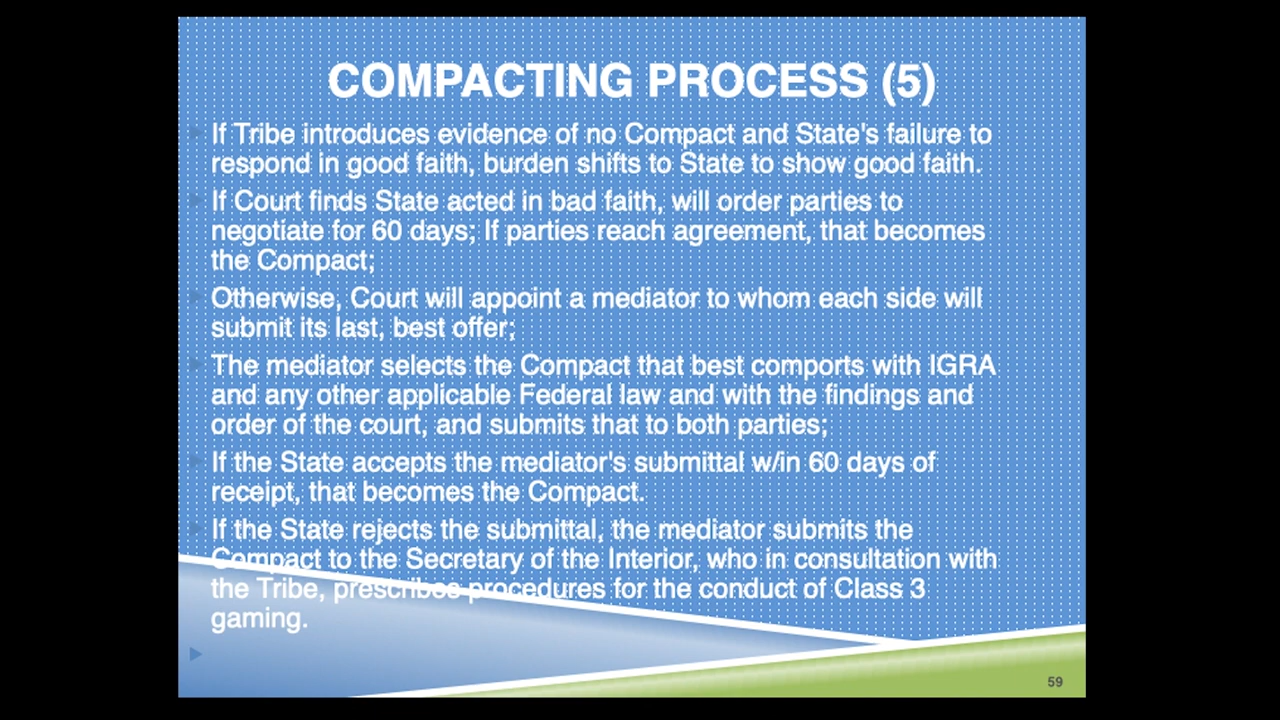 COMPACTING PROCESS (5)
If Tribe introduces evidence of no Compact and State's failure to
respond in good faith, burden shifts to State to show good faith.
If Court finds State acted in bad faith, will order parties to
negotiate for 60 days; If parties reach agreement, that becomes
the Compact;
Otherwise, Court will appoint a mediator to whom each side will
submit its last, best offer;
The mediator selects the Compact that best comports with IGRA
and any other applicable Federal law and with the findings and
order of the court, and submits that to both parties;
If the State accepts the mediator's submittal w/in 60 days of
receipt, that becomes the Compact.
If the State rejects the submittal, the mediator submits the
Compact to the Secretary of the Interior, who in consultation with
the Tribe, prescribes procedures for the conduct of Class 3
gaming.
59